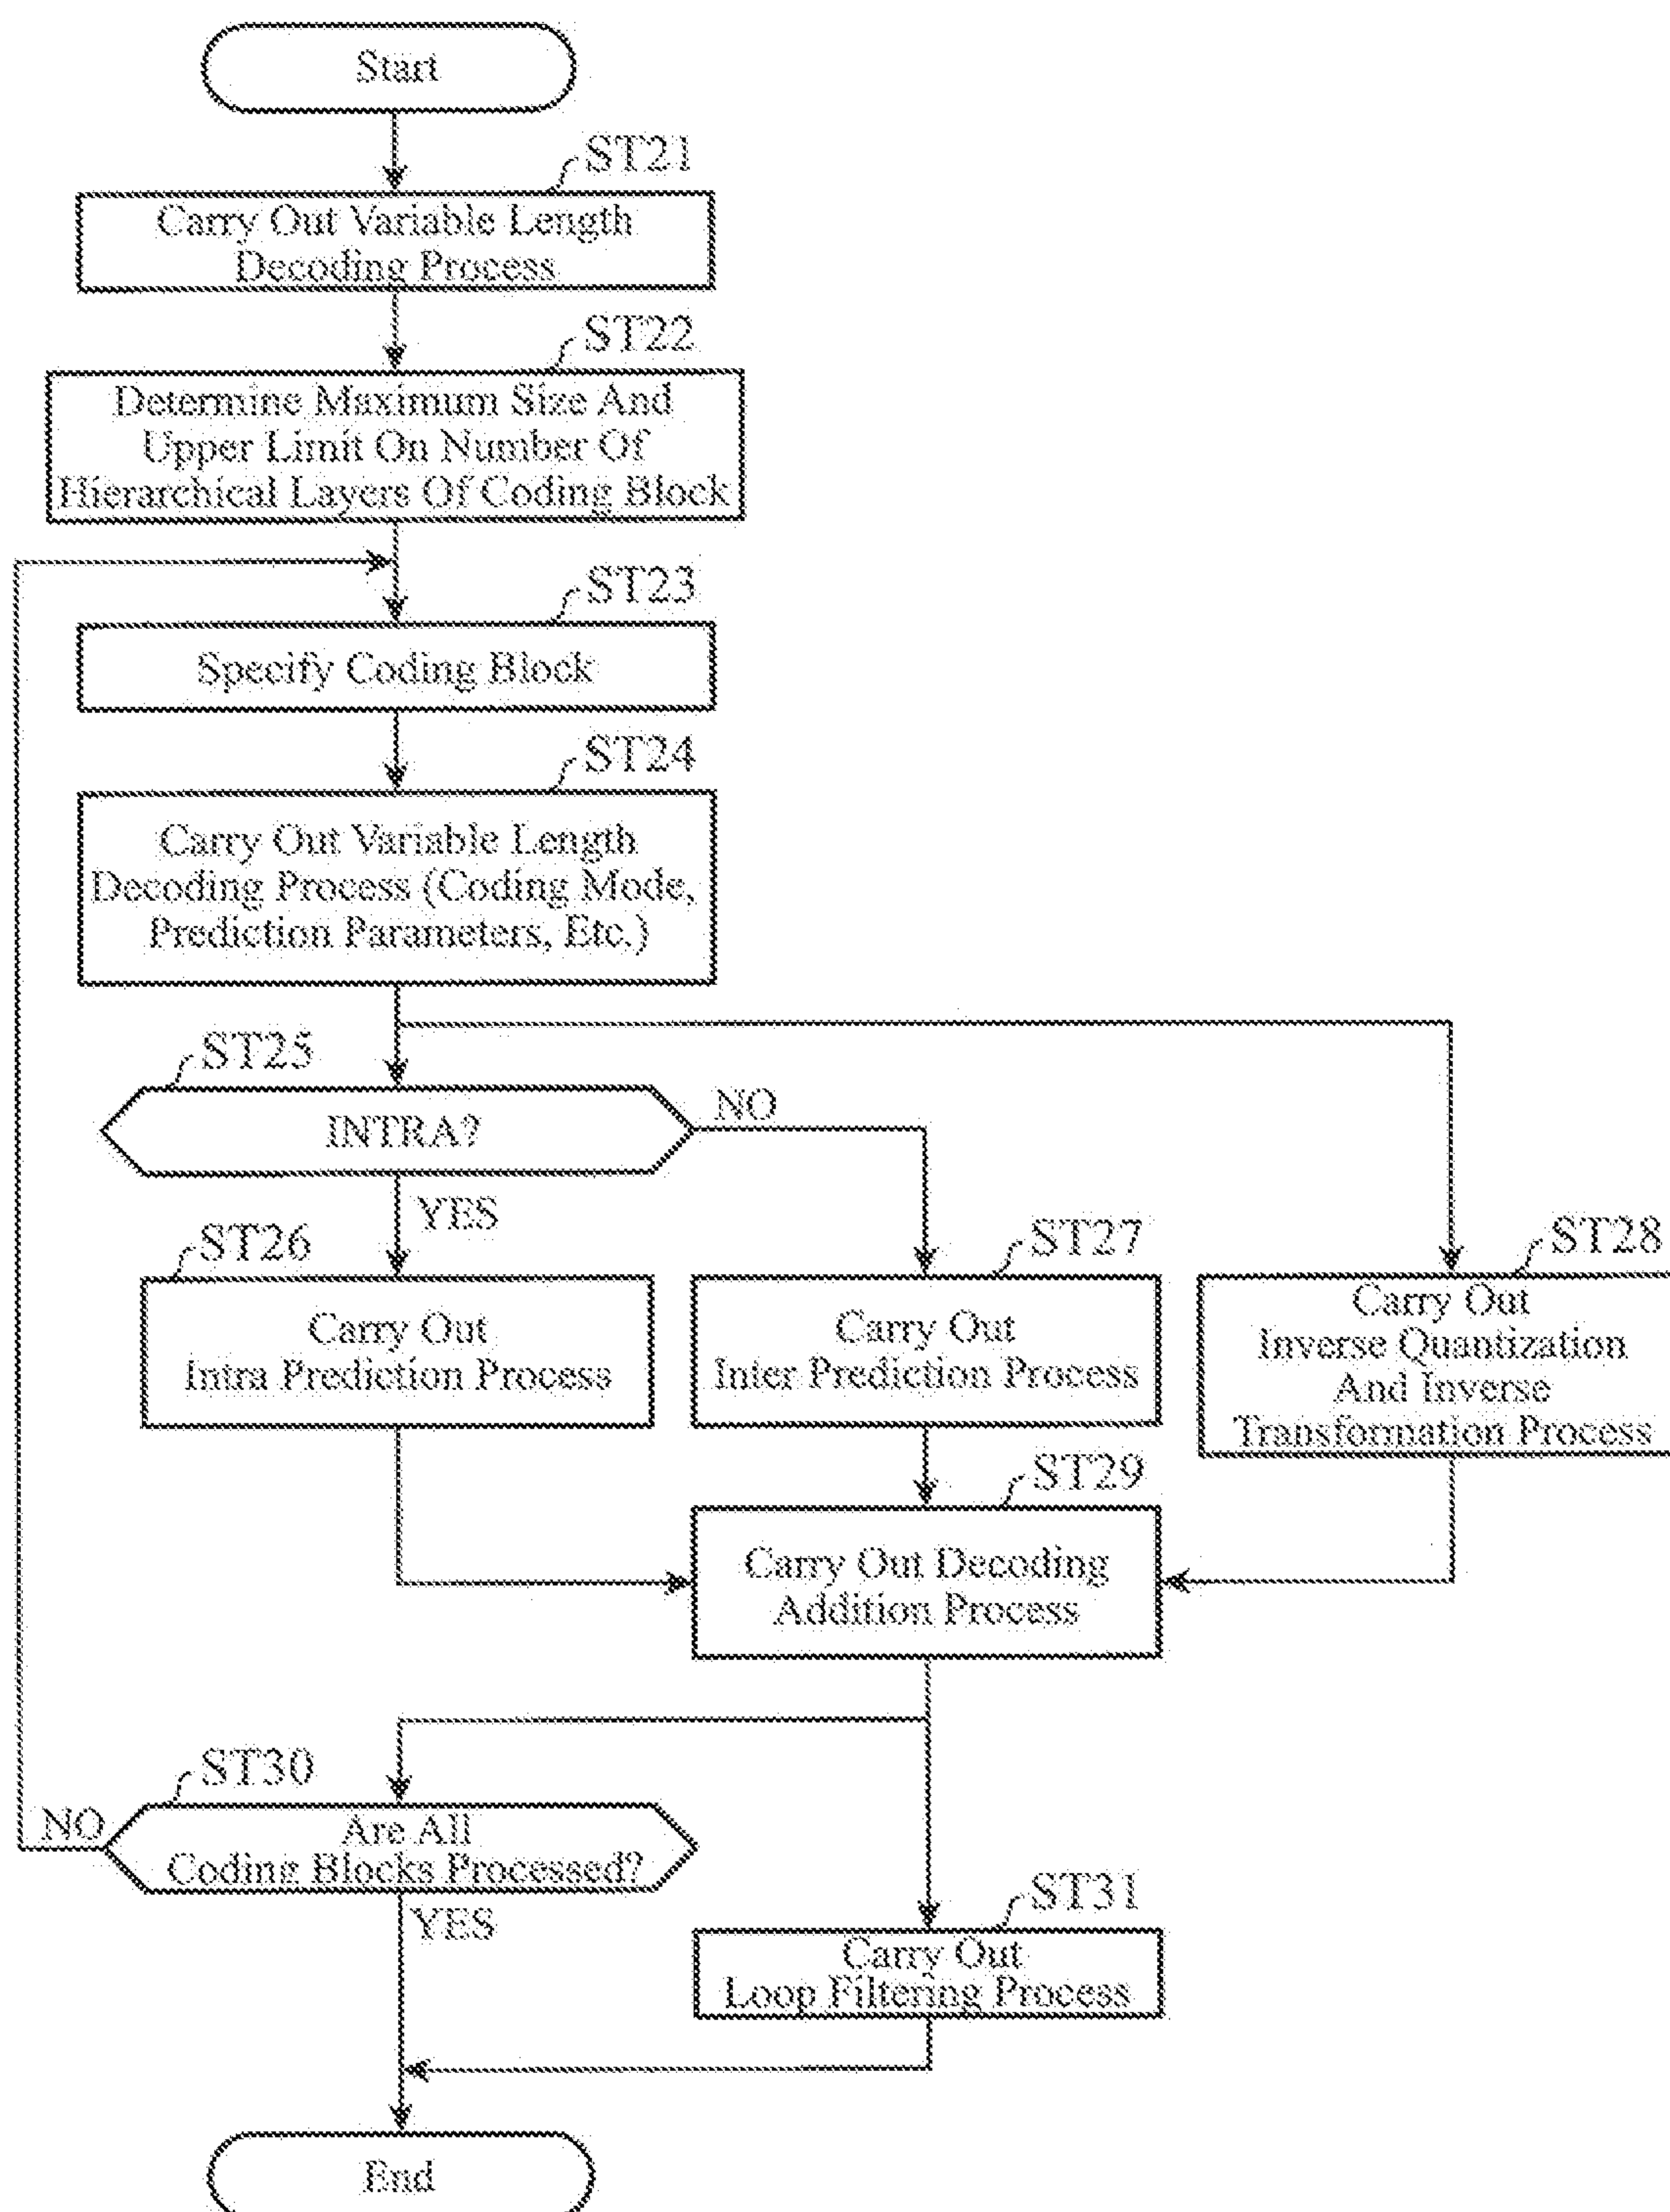 Start
ST21
Carry Out Variable Length
Decoding Process
ST22
Determine Maximum Size And
Upper Limit On Number Of
Hierarchical Layers Of Coding Block
ST23
Specify Coding Block
ST24
Carry Out Variable Length
Decoding Process (Coding Mode,
Prediction Parameters, Etc.)
ST25
INTRA?
NO
YES
ST26
Carry Out
Intra Prediction Process
ST27
Carry Out
Inter Prediction Process
ST28
Carry Out
Inverse Quantization
And Inverse
Transformation Process
ST29
Carry Out Decoding
Addition Process
ST30
NO
Are All
Coding Blocks Processed?
YES
ST31
Carry Out
Loop Filtering Process
End